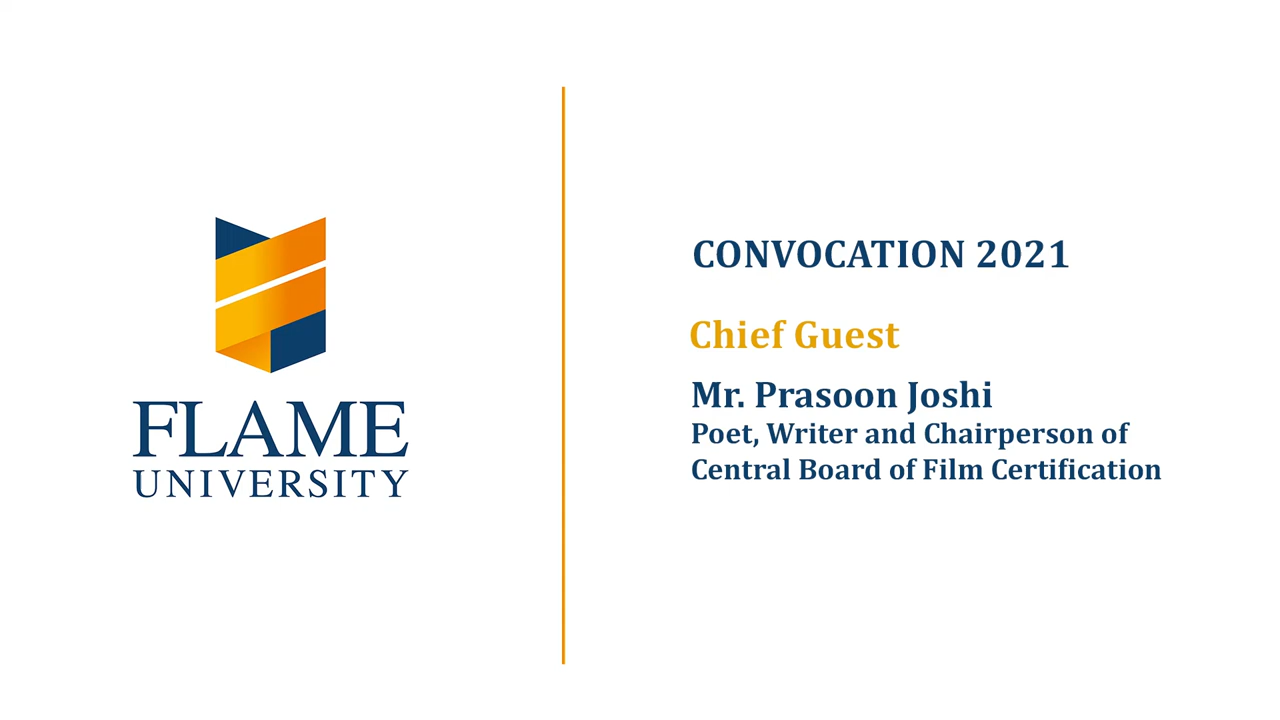 FLAME
UNIVERSITY
CONVOCATION 2021
Chief Guest
Mr. Prasoon Joshi
Poet, Writer and Chairperson of
Central Board of Film Certification